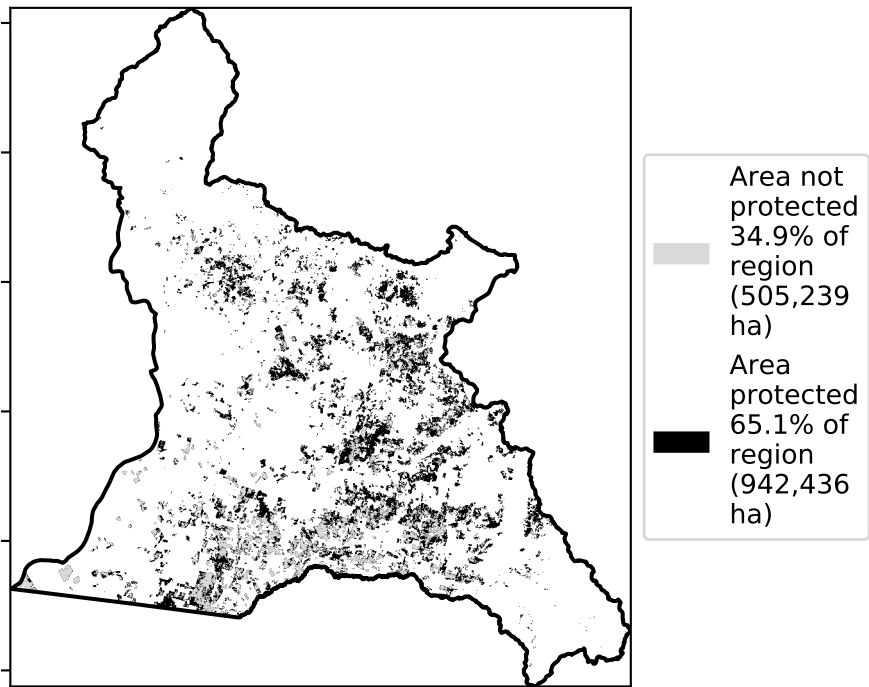 Area not
protected
34.9% of
region
(505,239
ha)
Area
protected
65.1% of
region
(942,436
ha)